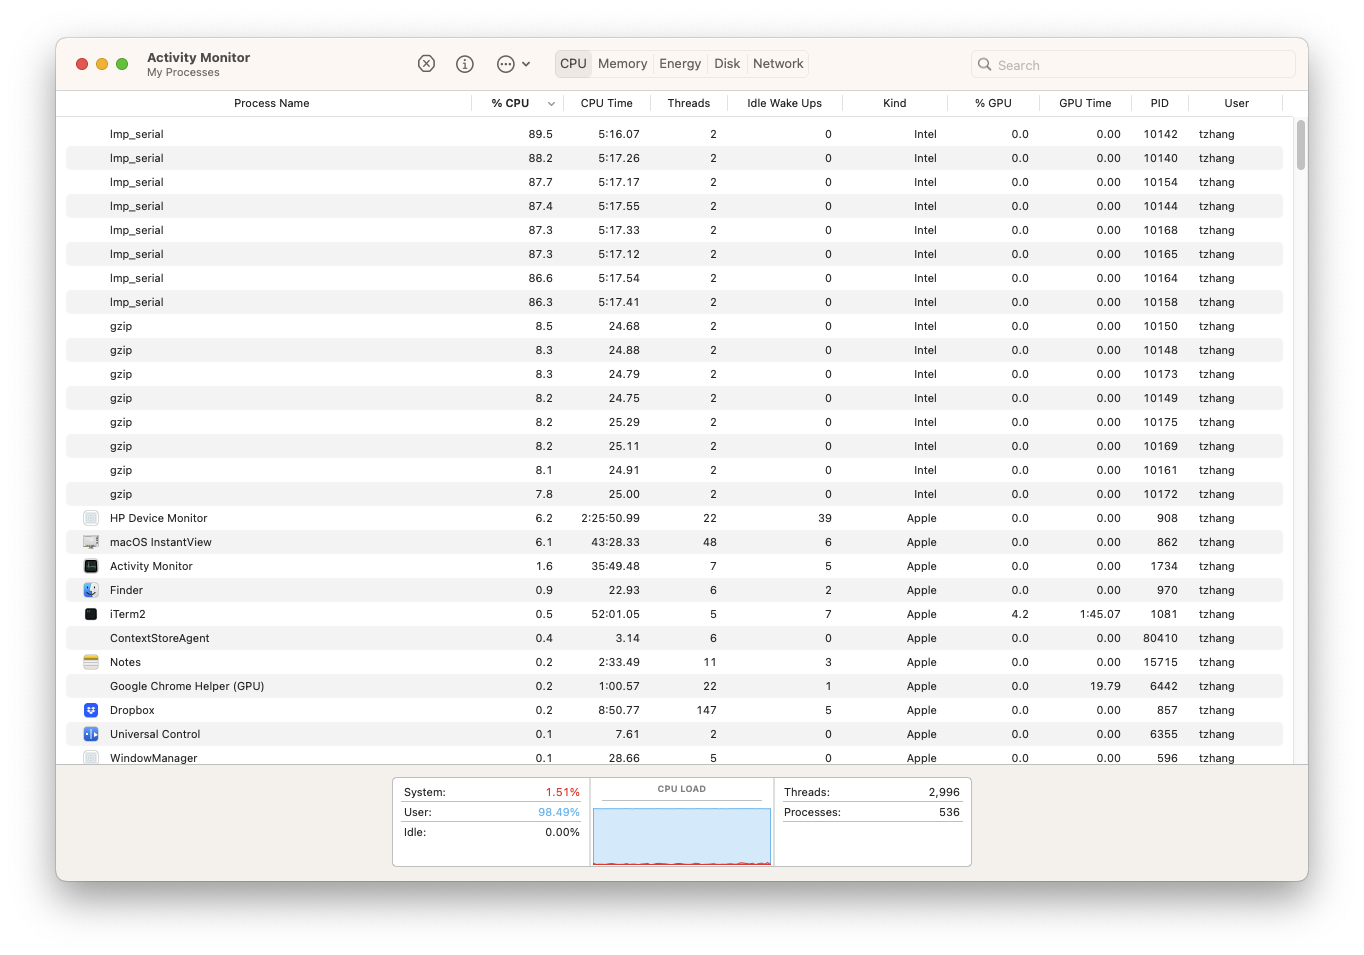 Activity Monitor
My Processes
CPU Memory Energy Disk Network
Search
Process Name % CPU CPU Time Threads Idle Wake Ups Kind % GPU GPU Time PID User
lmp_serial 89.5 5:16.07 2 0 Intel 0.0 0.00 10142 tzhang
lmp_serial 88.2 5:17.26 2 0 Intel 0.0 0.00 10140 tzhang
lmp_serial 87.7 5:17.17 2 0 Intel 0.0 0.00 10154 tzhang
lmp_serial 87.4 5:17.55 2 0 Intel 0.0 0.00 10144 tzhang
lmp_serial 87.3 5:17.33 2 0 Intel 0.0 0.00 10168 tzhang
lmp_serial 87.3 5:17.12 2 0 Intel 0.0 0.00 10165 tzhang
lmp_serial 86.6 5:17.54 2 0 Intel 0.0 0.00 10164 tzhang
lmp_serial 86.3 5:17.41 2 0 Intel 0.0 0.00 10158 tzhang
gzip 8.5 24.68 2 0 Intel 0.0 0.00 10150 tzhang
gzip 8.3 24.88 2 0 Intel 0.0 0.00 10148 tzhang
gzip 8.3 24.79 2 0 Intel 0.0 0.00 10173 tzhang
gzip 8.2 24.75 2 0 Intel 0.0 0.00 10149 tzhang
gzip 8.2 25.29 2 0 Intel 0.0 0.00 10175 tzhang
gzip 8.2 25.11 2 0 Intel 0.0 0.00 10169 tzhang
gzip 8.1 24.91 2 0 Intel 0.0 0.00 10161 tzhang
gzip 7.8 25.00 2 0 Intel 0.0 0.00 10172 tzhang
HP Device Monitor 6.2 2:25:50.99 22 39 Apple 0.0 0.00 908 tzhang
macOS InstantView 6.1 43:28.33 48 6 Apple 0.0 0.00 862 tzhang
Activity Monitor 1.6 35:49.48 7 5 Apple 0.0 0.00 1734 tzhang
Finder 0.9 22.93 6 2 Apple 0.0 0.00 970 tzhang
iTerm2 0.5 52:01.05 5 7 Apple 4.2 1:45.07 1081 tzhang
ContextStoreAgent 0.4 3.14 6 0 Apple 0.0 0.00 80410 tzhang
Notes 0.2 2:33.49 11 3 Apple 0.0 0.00 15715 tzhang
Google Chrome Helper (GPU) 0.2 1:00.57 22 1 Apple 0.0 19.79 6442 tzhang
Dropbox 0.2 8:50.77 147 5 Apple 0.0 0.00 857 tzhang
Universal Control 0.1 7.61 2 0 Apple 0.0 0.00 6355 tzhang
WindowManager 0.1 28.66 5 0 Apple 0.0 0.00 596 tzhang
System: 1.51%
User: 98.49%
Idle: 0.00%
CPU LOAD
Threads: 2,996
Processes: 536